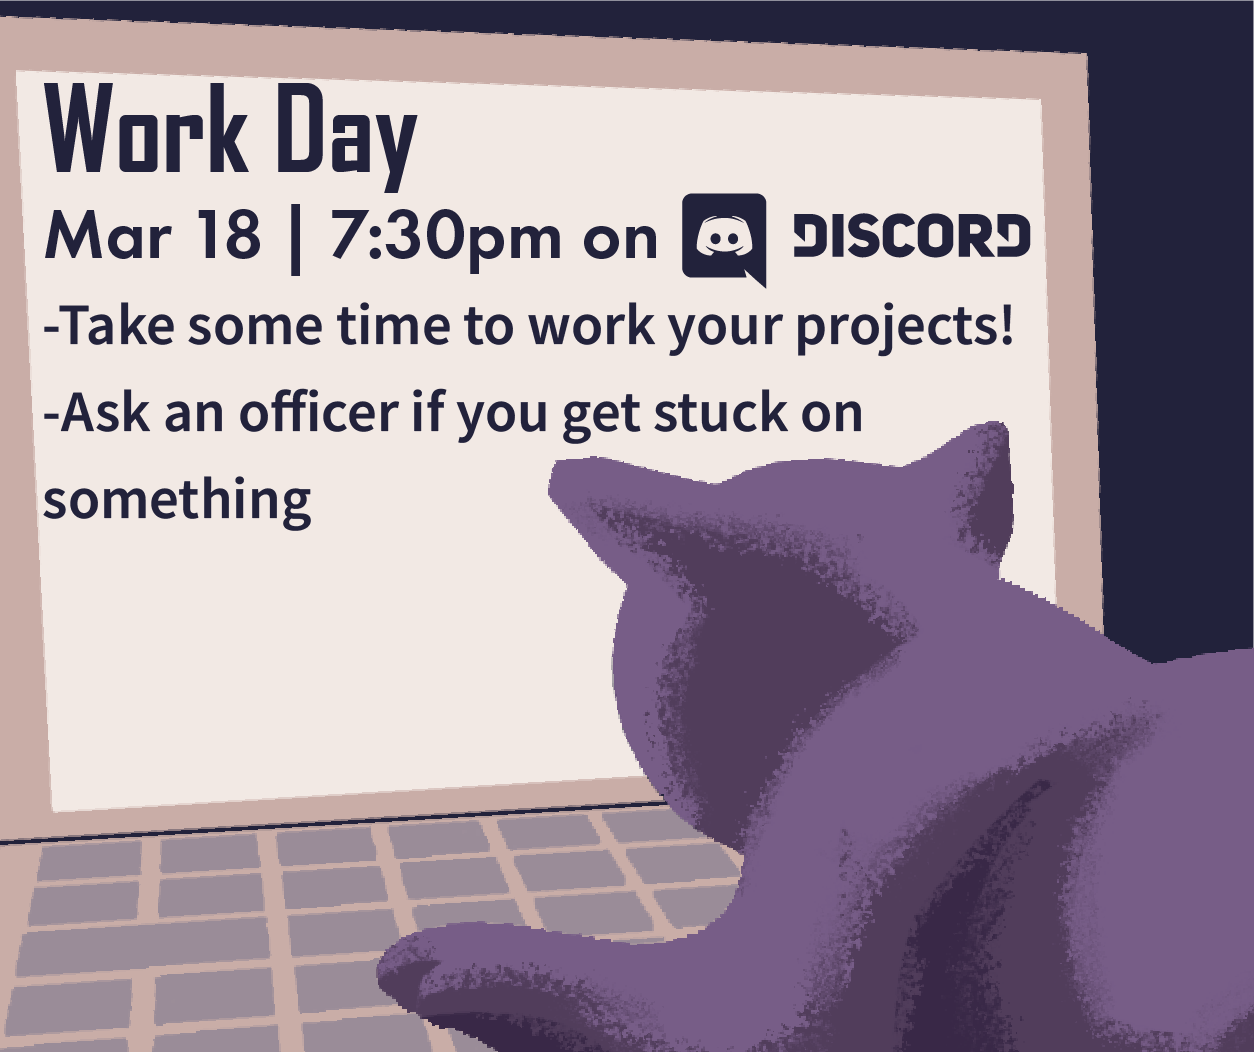 Work Day
Mar 18 | 7:30pm on DISCORD
-Take some time to work your projects!
-Ask an officer if you get stuck on
something